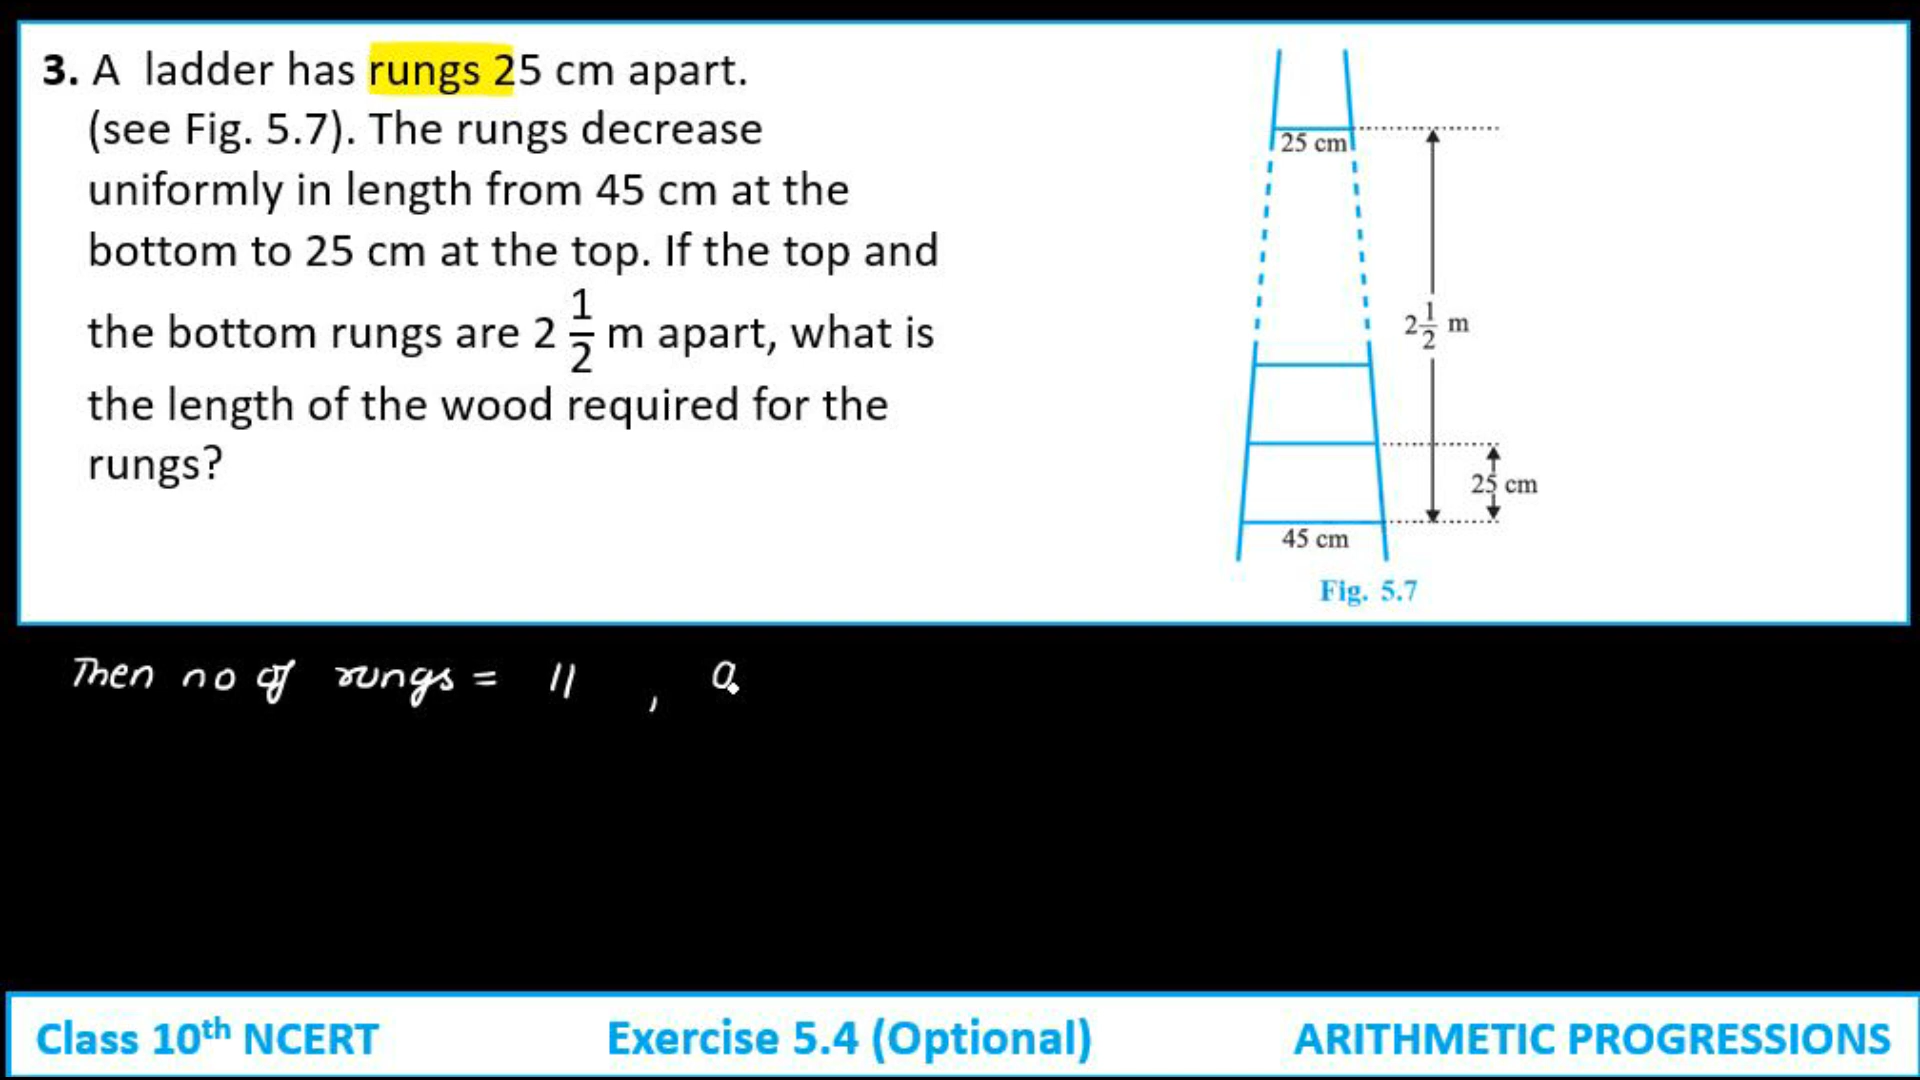 3. A ladder has rungs 25 cm apart.
(see Fig. 5.7). The rungs decrease
uniformly in length from 45 cm at the
bottom to 25 cm at the top. If the top and
the bottom rungs are 2 1/2 m apart, what is
the length of the wood required for the
rungs?
25 cm
2 1/2 m
25 cm
45 cm
Fig. 5.7
Then no of rungs = 11 , a
Class 10th NCERT
Exercise 5.4 (Optional)
ARITHMETIC PROGRESSIONS